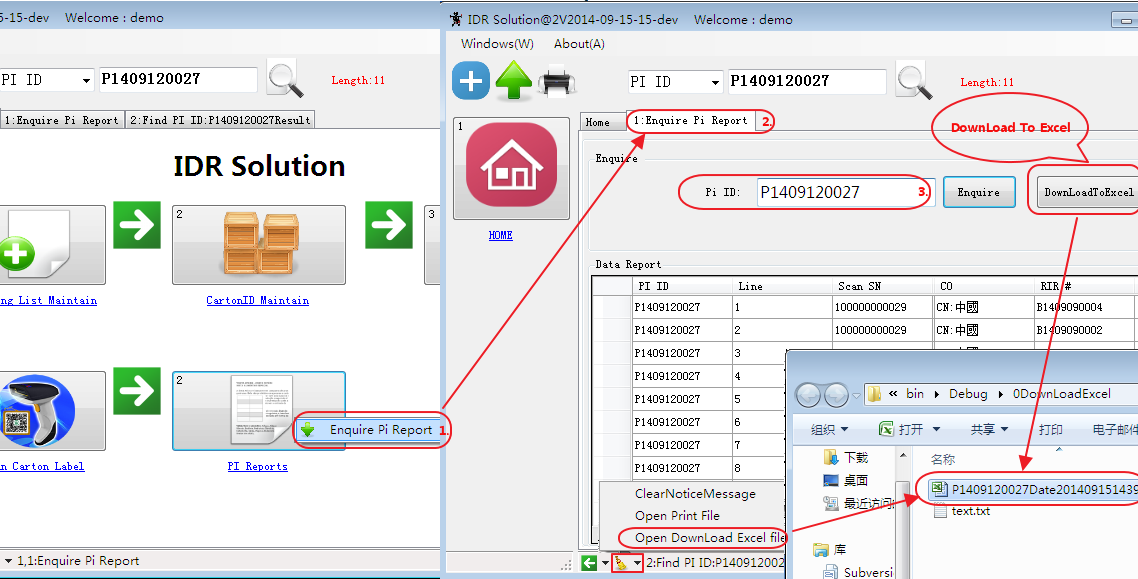 5-15-dev Welcome : demo
PI ID P1409120027 Length:11
1:Enquire Pi Report 2:Find PI ID:P1409120027Result
IDR Solution
2
3
ng List Maintain CartonID Maintain
2
Enquire Pi Report 1.
n Carton Label PI Reports
1,1:Enquire Pi Report
IDR Solution@2V2014-09-15-15-dev Welcome : demo
Windows(W) About(A)
PI ID P1409120027 Length:11
1
HOME
Home 1:Enquire Pi Report 2.
DownLoad To Excel
Enquire
Pi ID: P1409120027 3. Enquire DownLoadToExcel
Data Report
PI ID Line Scan SN CO RIR #
P1409120027 1 100000000029 CN:中國 B1409090004
P1409120027 2 100000000029 CN:中國 B1409090002
P1409120027 3
P1409120027 4
P1409120027 5
P1409120027 6
P1409120027 7
P1409120027 8
ClearNoticeMessage
Open Print File
Open DownLoad Excel file
2:Find PI ID:P140912002
« bin Debug 0DownLoadExcel
组织 打开 共享 打印 电子邮件
下载
桌面
最近访问
库
Subversi
名称
P1409120027Date201409151439
text.txt